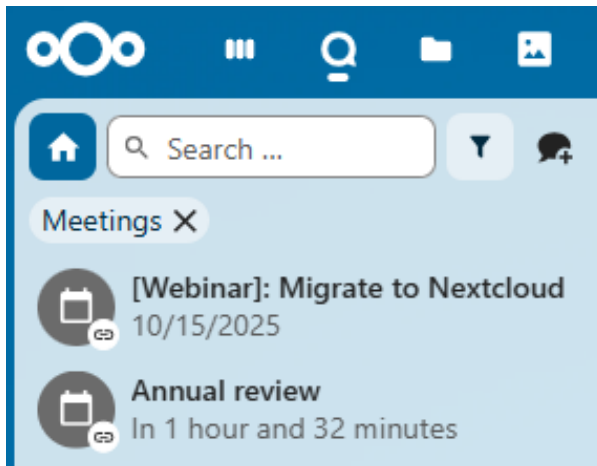 Search ...
Meetings
[Webinar]: Migrate to Nextcloud
10/15/2025
Annual review
In 1 hour and 32 minutes